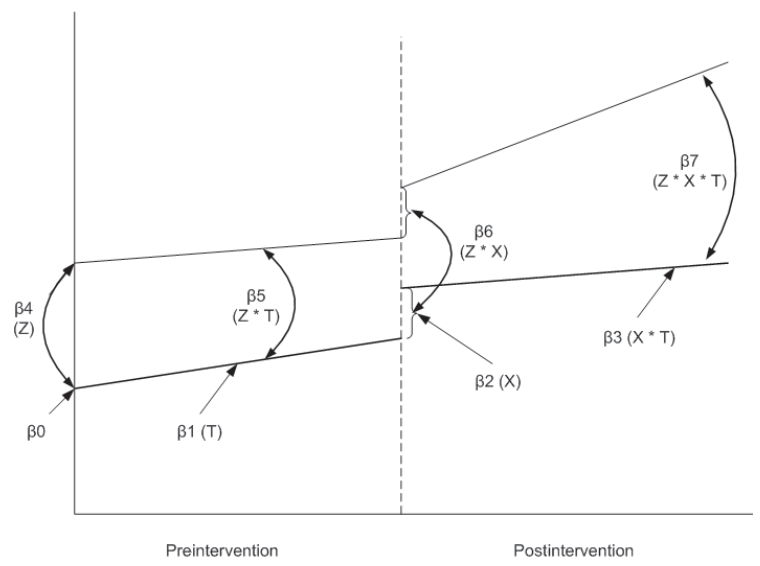 β7
(Z * X * T)
β6
(Z * X)
β5
(Z * T)
β4
(Z)
β3 (X * T)
β2 (X)
β0
β1 (T)
Preintervention
Postintervention